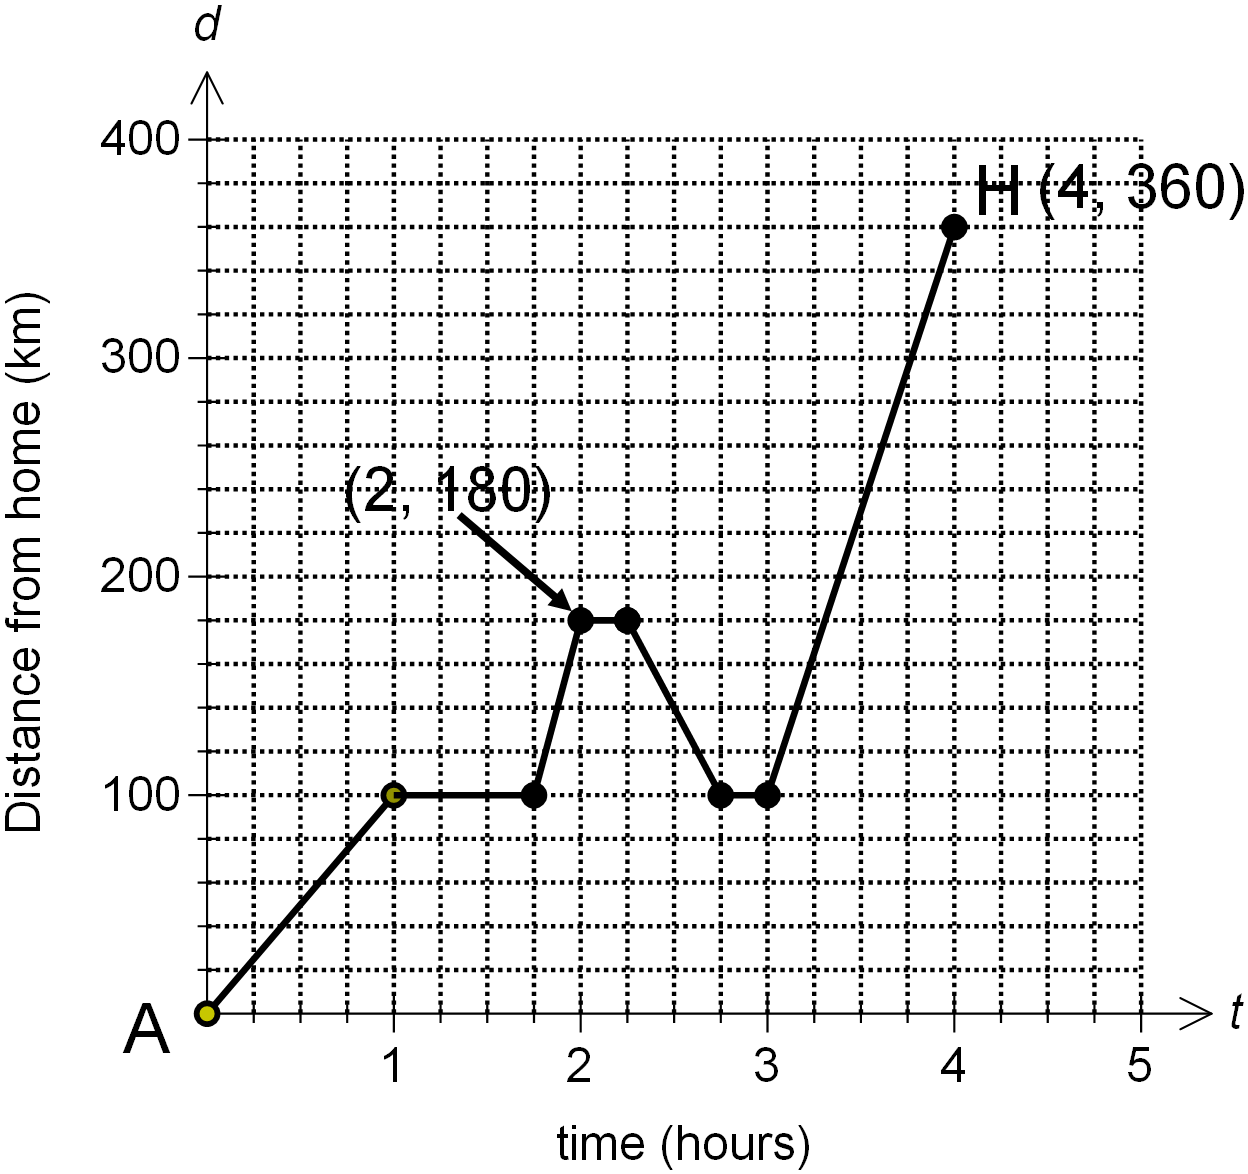 d
400
H (4, 360)
300
(2, 180)
200
100
Distance from home (km)
A
t
1 2 3 4 5
time (hours)